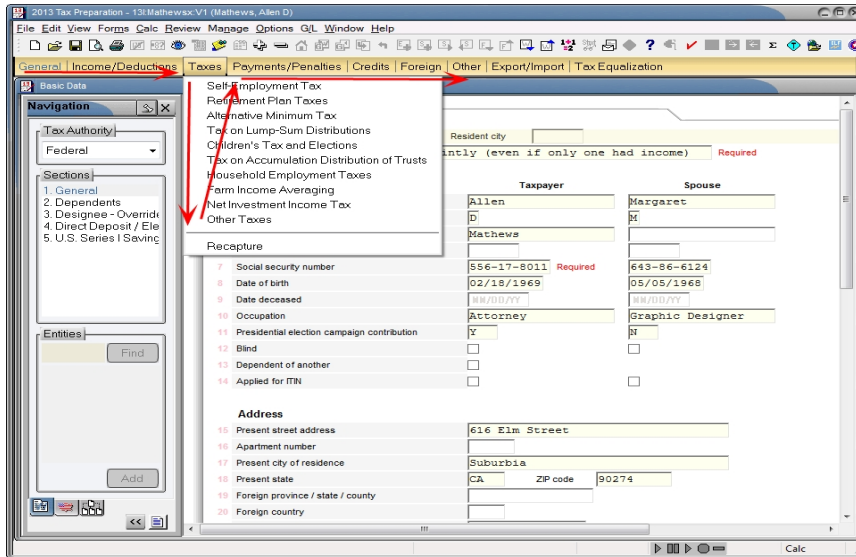 2013 Tax Preparation - 13I:Mathewsx:V1 (Mathews, Allen D)
File Edit View Forms Calc Review Manage Options G/L Window Help
General Income/Deductions Taxes Payments/Penalties Credits Foreign Other Export/Import Tax Equalization
Basic Data
Navigation
Tax Authority
Federal
Sections
1. General
2. Dependents
3. Designee - Override
4. Direct Deposit / Ele
5. U.S. Series I Saving
Entities
Find
Add
Self-Employment Tax
Retirement Plan Taxes
Alternative Minimum Tax
Tax on Lump-Sum Distributions
Children's Tax and Elections
Tax on Accumulation Distribution of Trusts
Household Employment Taxes
Farm Income Averaging
Net Investment Income Tax
Other Taxes
Recapture
Resident city
intly (even if only one had income) Required
Taxpayer Spouse
Allen Margaret
D M
Mathews
7 Social security number 556-17-8011 Required 643-86-6124
8 Date of birth 02/18/1969 05/05/1968
9 Date deceased MM/DD/YY MM/DD/YY
10 Occupation Attorney Graphic Designer
11 Presidential election campaign contribution Y N
12 Blind
13 Dependent of another
14 Applied for ITIN
Address
15 Present street address 616 Elm Street
16 Apartment number
17 Present city of residence Suburbia
18 Present state CA ZIP code 90274
19 Foreign province / state / county
20 Foreign country
Calc